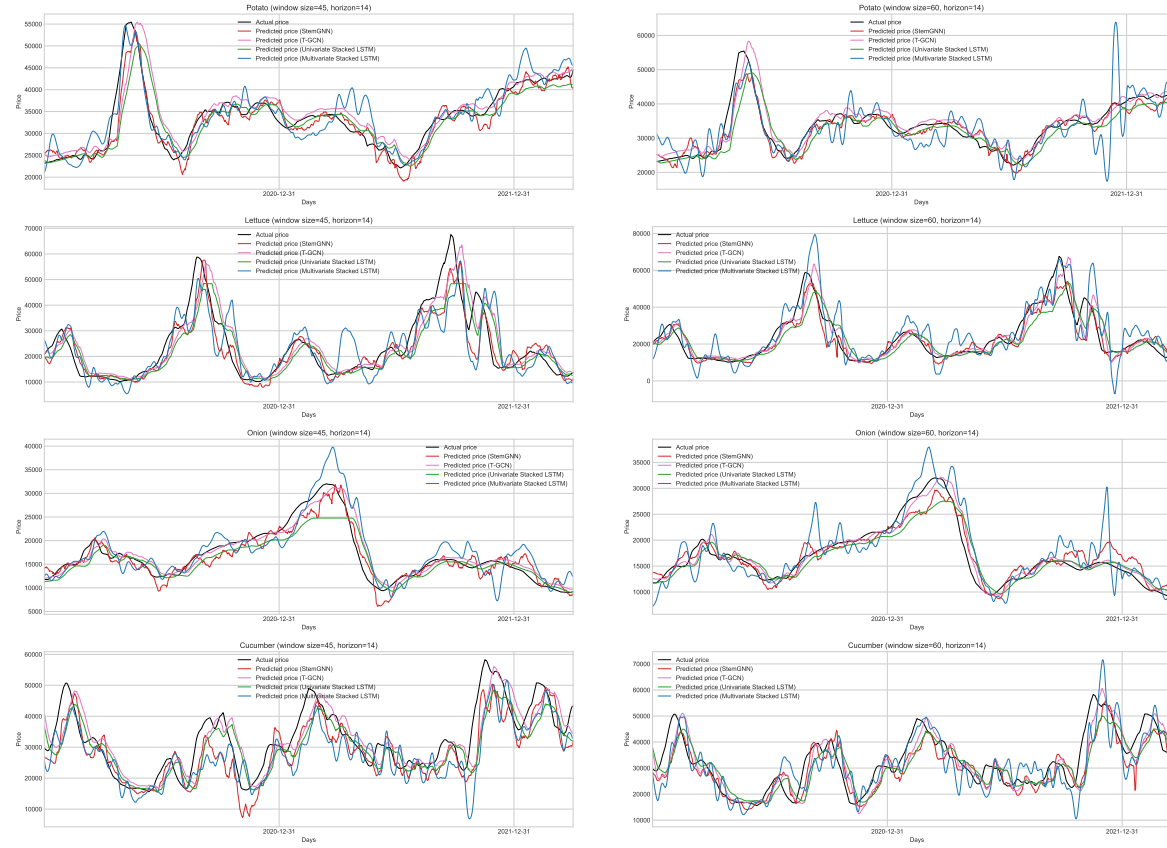 Potato (window size=45, horizon=14)
Actual price
Predicted price (StemGNN)
Predicted price (T-GCN)
Predicted price (Univariate Stacked LSTM)
Predicted price (Multivariate Stacked LSTM)
55000
50000
45000
40000
35000
30000
25000
20000
Price
2020-12-31
2021-12-31
Days
Potato (window size=60, horizon=14)
Actual price
Predicted price (StemGNN)
Predicted price (T-GCN)
Predicted price (Univariate Stacked LSTM)
Predicted price (Multivariate Stacked LSTM)
60000
50000
40000
30000
20000
Price
2020-12-31
2021-12-31
Days
Lettuce (window size=45, horizon=14)
Actual price
Predicted price (StemGNN)
Predicted price (T-GCN)
Predicted price (Univariate Stacked LSTM)
Predicted price (Multivariate Stacked LSTM)
70000
60000
50000
40000
30000
20000
10000
Price
2020-12-31
2021-12-31
Days
Lettuce (window size=60, horizon=14)
Actual price
Predicted price (StemGNN)
Predicted price (T-GCN)
Predicted price (Univariate Stacked LSTM)
Predicted price (Multivariate Stacked LSTM)
80000
60000
40000
20000
0
Price
2020-12-31
2021-12-31
Days
Onion (window size=45, horizon=14)
Actual price
Predicted price (StemGNN)
Predicted price (T-GCN)
Predicted price (Univariate Stacked LSTM)
Predicted price (Multivariate Stacked LSTM)
40000
35000
30000
25000
20000
15000
10000
5000
Price
2020-12-31
2021-12-31
Days
Onion (window size=60, horizon=14)
Actual price
Predicted price (StemGNN)
Predicted price (T-GCN)
Predicted price (Univariate Stacked LSTM)
Predicted price (Multivariate Stacked LSTM)
35000
30000
25000
20000
15000
10000
Price
2020-12-31
2021-12-31
Days
Cucumber (window size=45, horizon=14)
Actual price
Predicted price (StemGNN)
Predicted price (T-GCN)
Predicted price (Univariate Stacked LSTM)
Predicted price (Multivariate Stacked LSTM)
60000
50000
40000
30000
20000
10000
Price
2020-12-31
2021-12-31
Days
Cucumber (window size=60, horizon=14)
Actual price
Predicted price (StemGNN)
Predicted price (T-GCN)
Predicted price (Univariate Stacked LSTM)
Predicted price (Multivariate Stacked LSTM)
70000
60000
50000
40000
30000
20000
10000
Price
2020-12-31
2021-12-31
Days